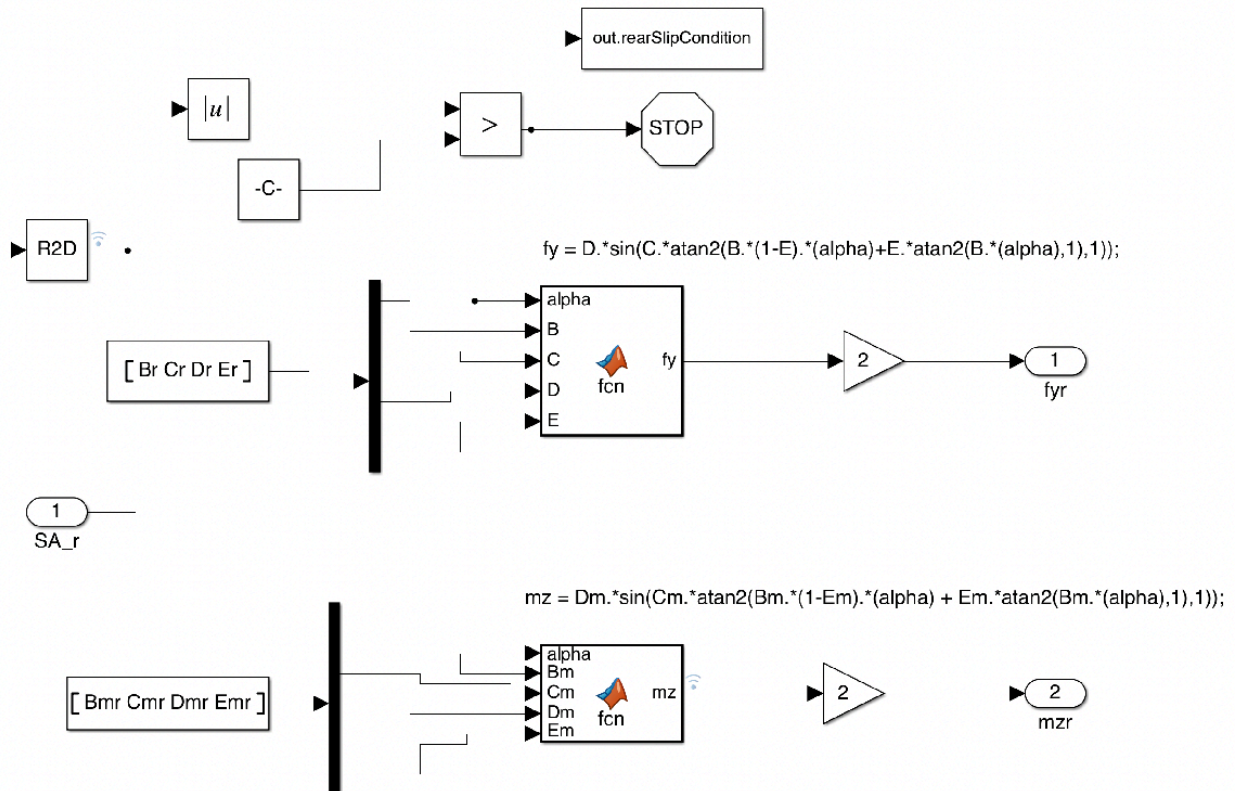 out.rearSlipCondition
|u|
>
STOP
-C-
R2D
fy = D.*sin(C.*atan2(B.*(1-E).*(alpha)+E.*atan2(B.*(alpha),1),1));
alpha
B
C
D
E
fy
fcn
[ Br Cr Dr Er ]
2
1
fyr
1
SA_r
mz = Dm.*sin(Cm.*atan2(Bm.*(1-Em).*(alpha) + Em.*atan2(Bm.*(alpha),1),1));
alpha
Bm
Cm
Dm
Em
mz
fcn
[ Bmr Cmr Dmr Emr ]
2
2
mzr